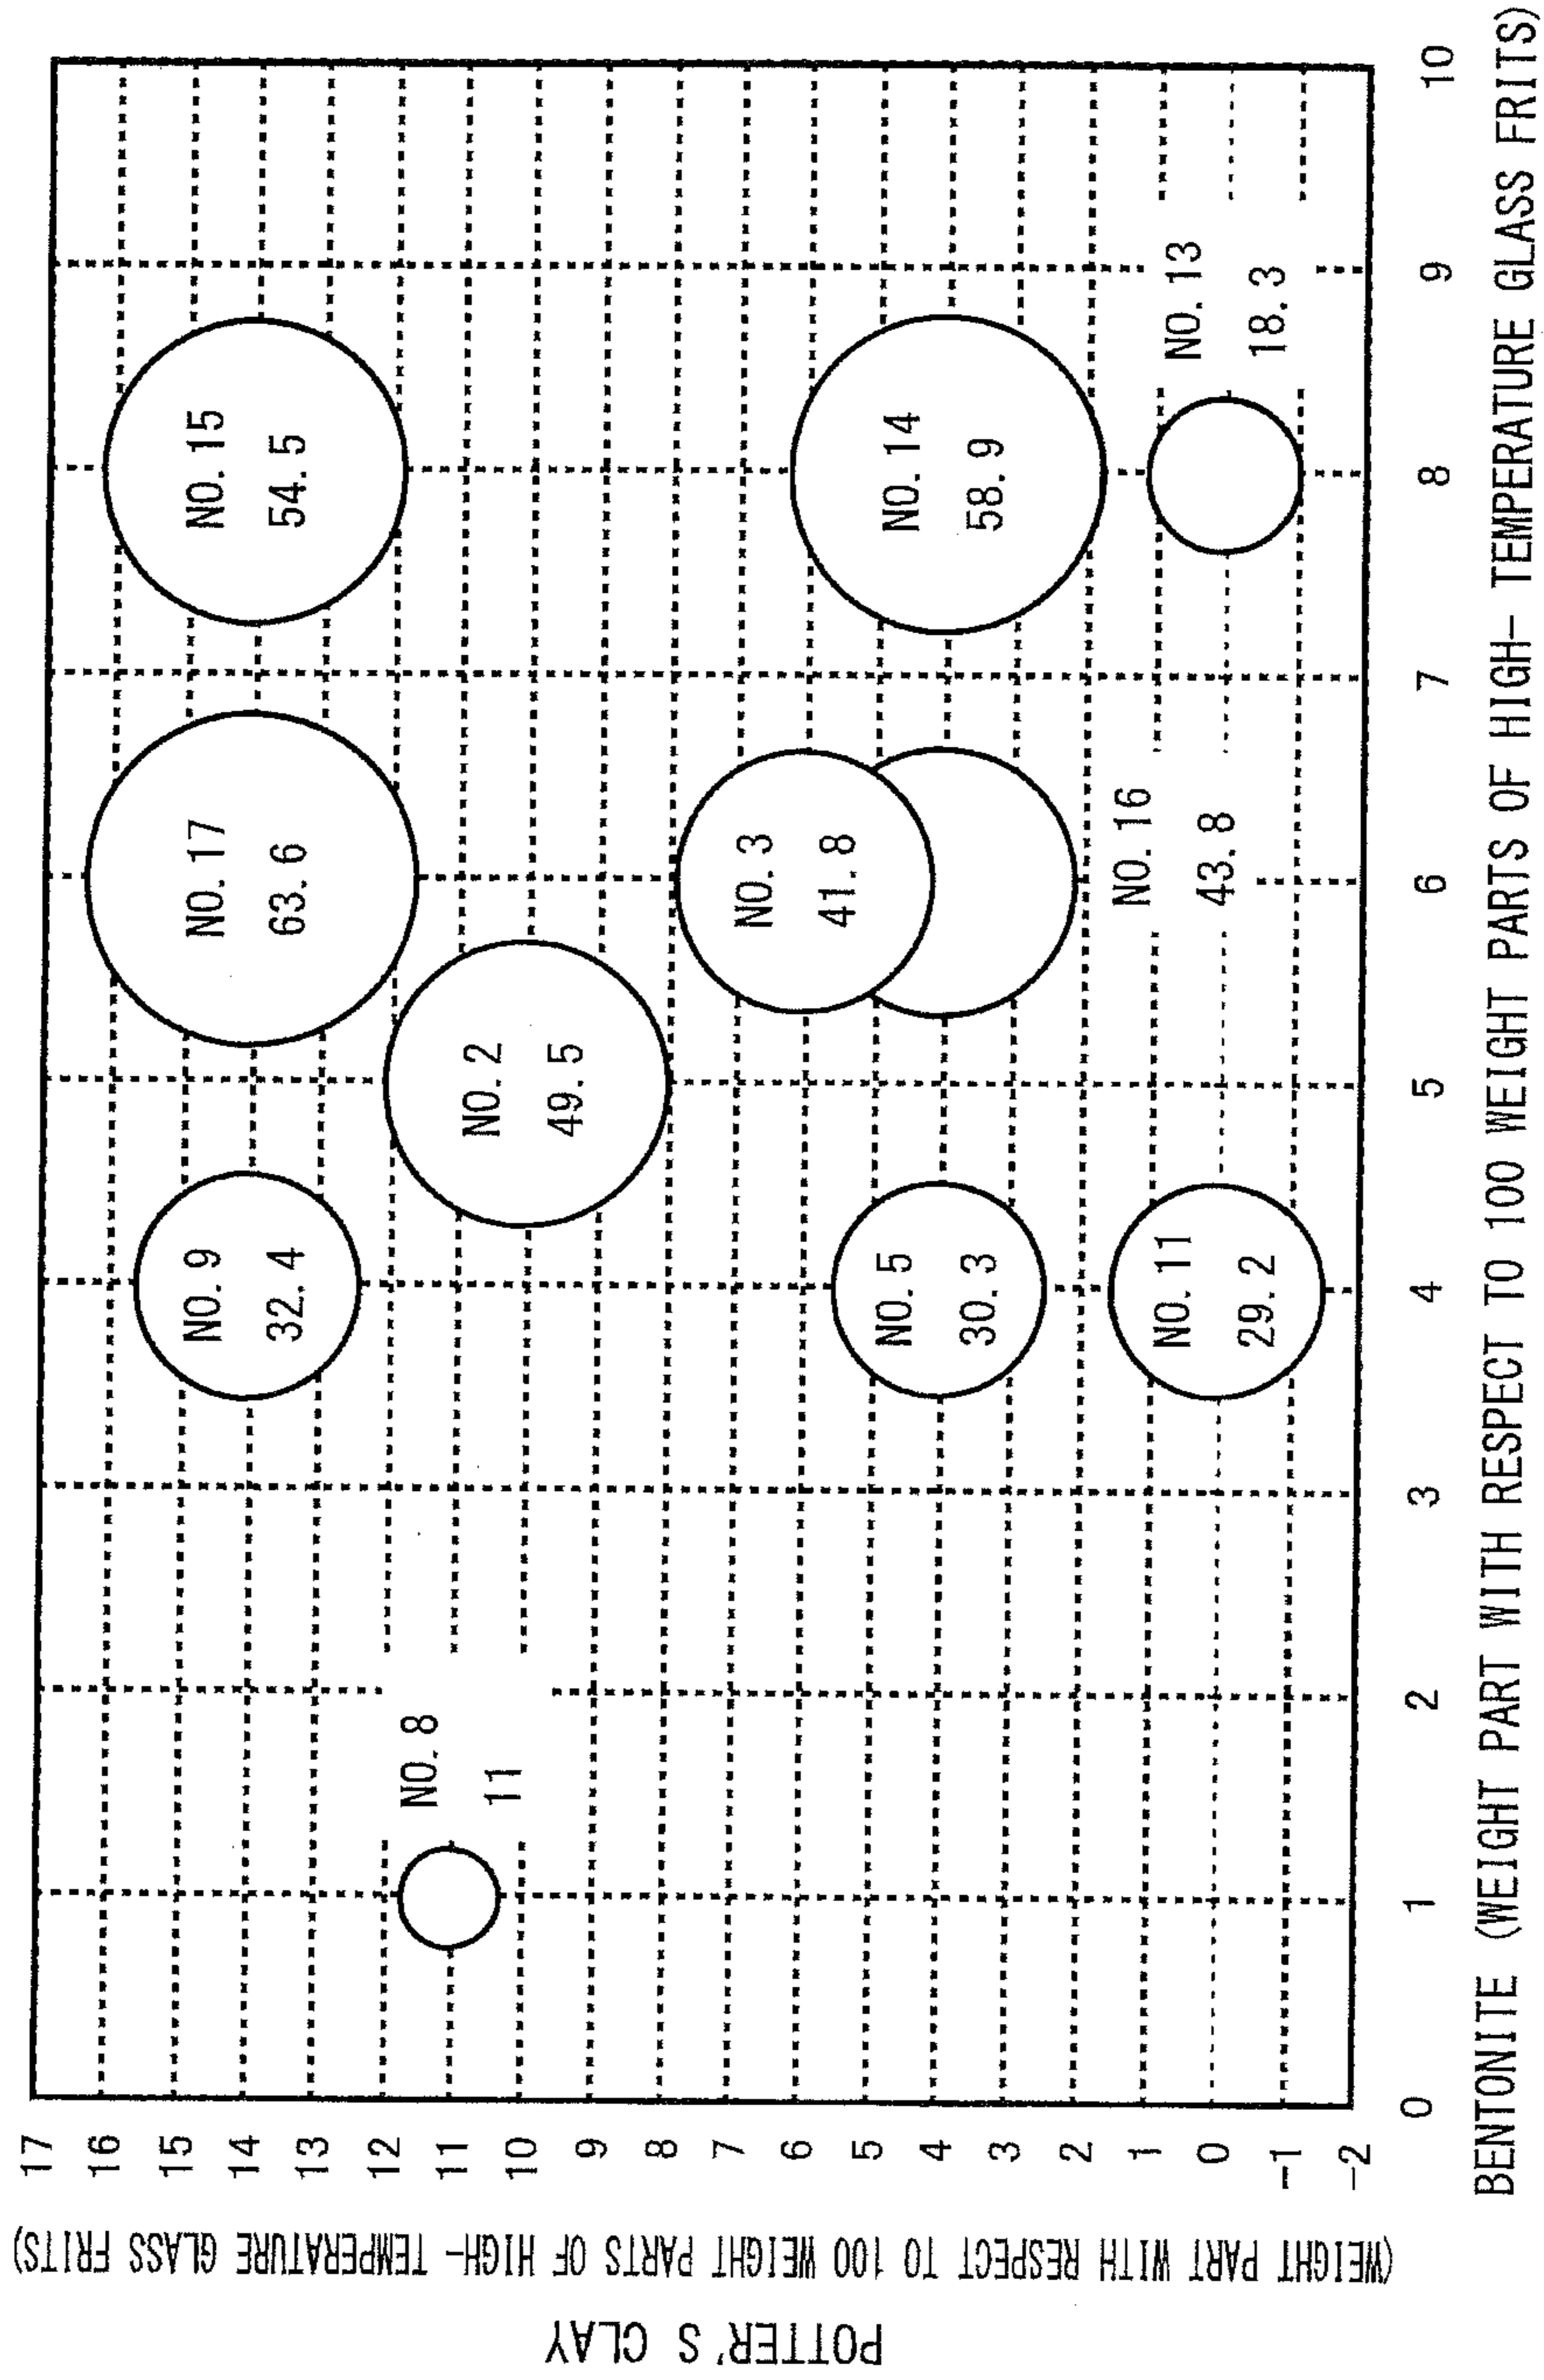 POTTER'S CLAY
(WEIGHT PART WITH RESPECT TO 100 WEIGHT PARTS OF HIGH- TEMPERATURE GLASS FRITS)
17
16
15
14
13
12
11
10
9
8
7
6
5
4
3
2
1
0
-1
-2
NO. 9
32. 4
NO. 17
63. 6
NO. 15
54. 5
NO. 8
11
NO. 2
49. 5
NO. 3
41. 8
NO. 14
58. 9
NO. 5
30. 3
NO. 16
43. 8
NO. 11
29. 2
NO. 13
18. 3
0 1 2 3 4 5 6 7 8 9 10
BENTONITE (WEIGHT PART WITH RESPECT TO 100 WEIGHT PARTS OF HIGH- TEMPERATURE GLASS FRITS)